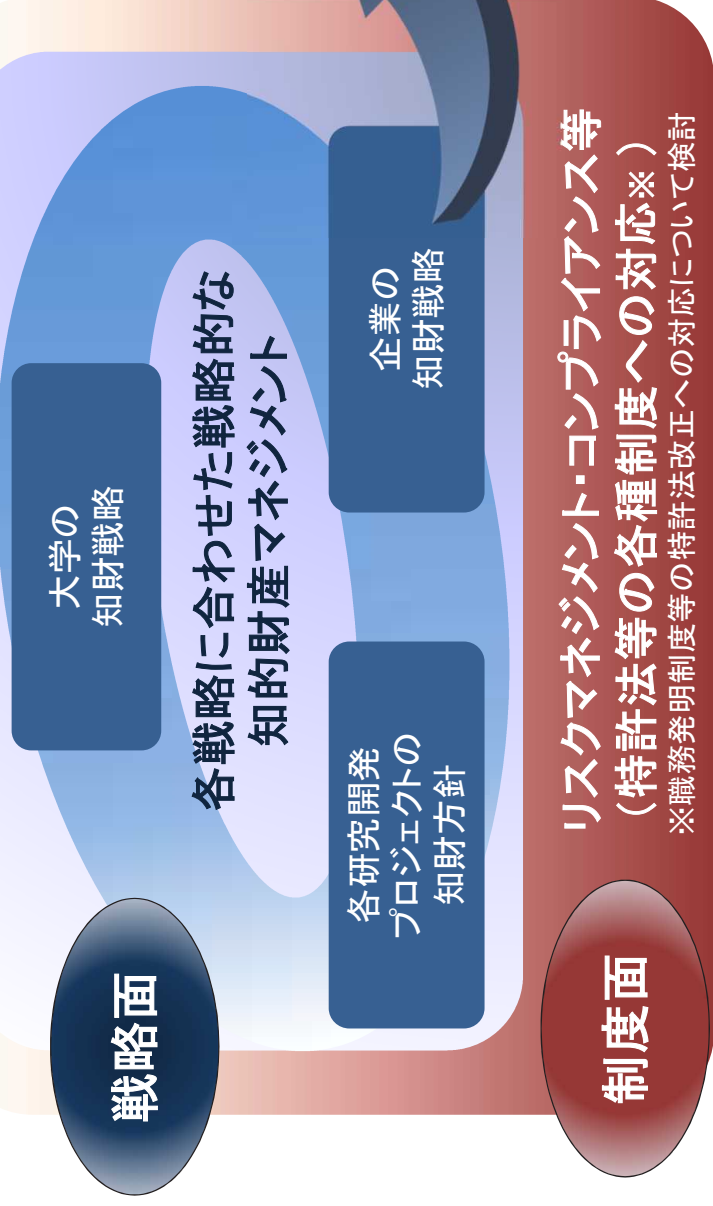 戦略面
大学の
知財戦略
各戦略に合わせた戦略的な
知的財産マネジメント
各研究開発
プロジェクトの
知財方針
企業の
知財戦略
制度面
リスクマネジメント・コンプライアンス等
（特許法等の各種制度への対応※）
※職務発明制度等の特許法改正への対応について検討